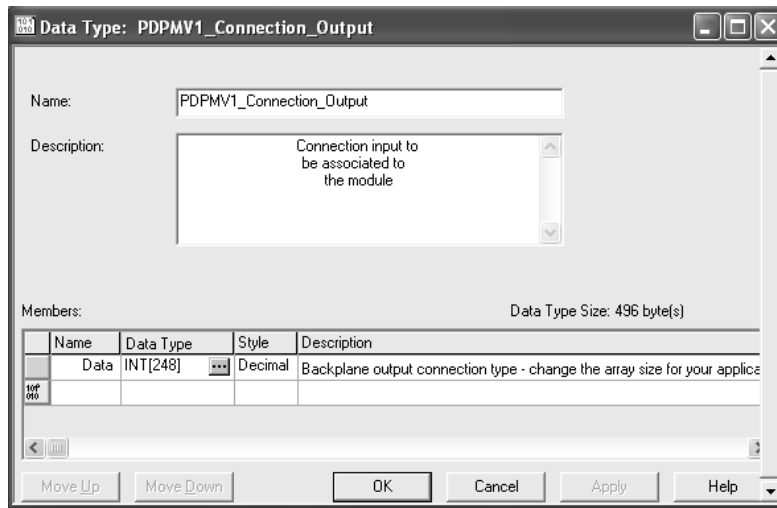 Data Type: PDPMV1_Connection_Output
Name: PDPMV1_Connection_Output
Description: Connection input to
be associated to
the module
Members: Data Type Size: 496 byte(s)
Name Data Type Style Description
Data INT[248] ... Decimal Backplane output connection type - change the array size for your applica
Move Up Move Down OK Cancel Apply Help